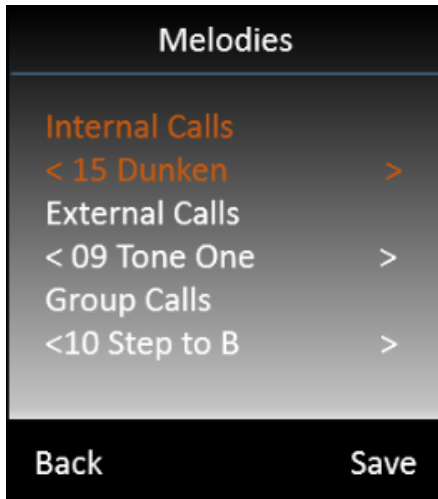 Melodies
Internal Calls
< 15 Dunken >
External Calls
< 09 Tone One >
Group Calls
<10 Step to B >
Back Save